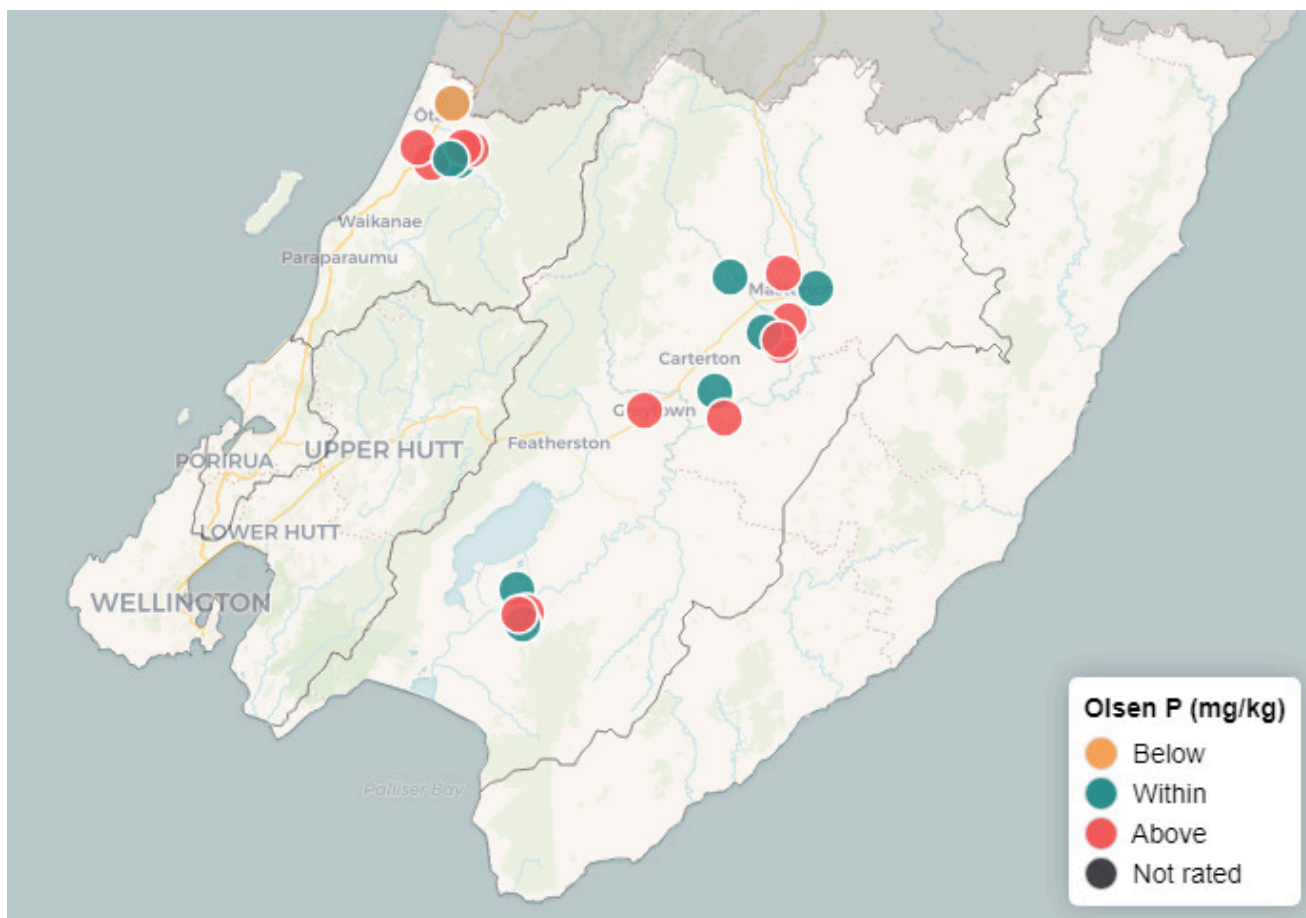 Waikanae
Paraparaumu
Carterton
Featherston
UPPER HUTT
PORIRUA
LOWER HUTT
WELLINGTON
Palliser Bay
Olsen P (mg/kg)
Below
Within
Above
Not rated